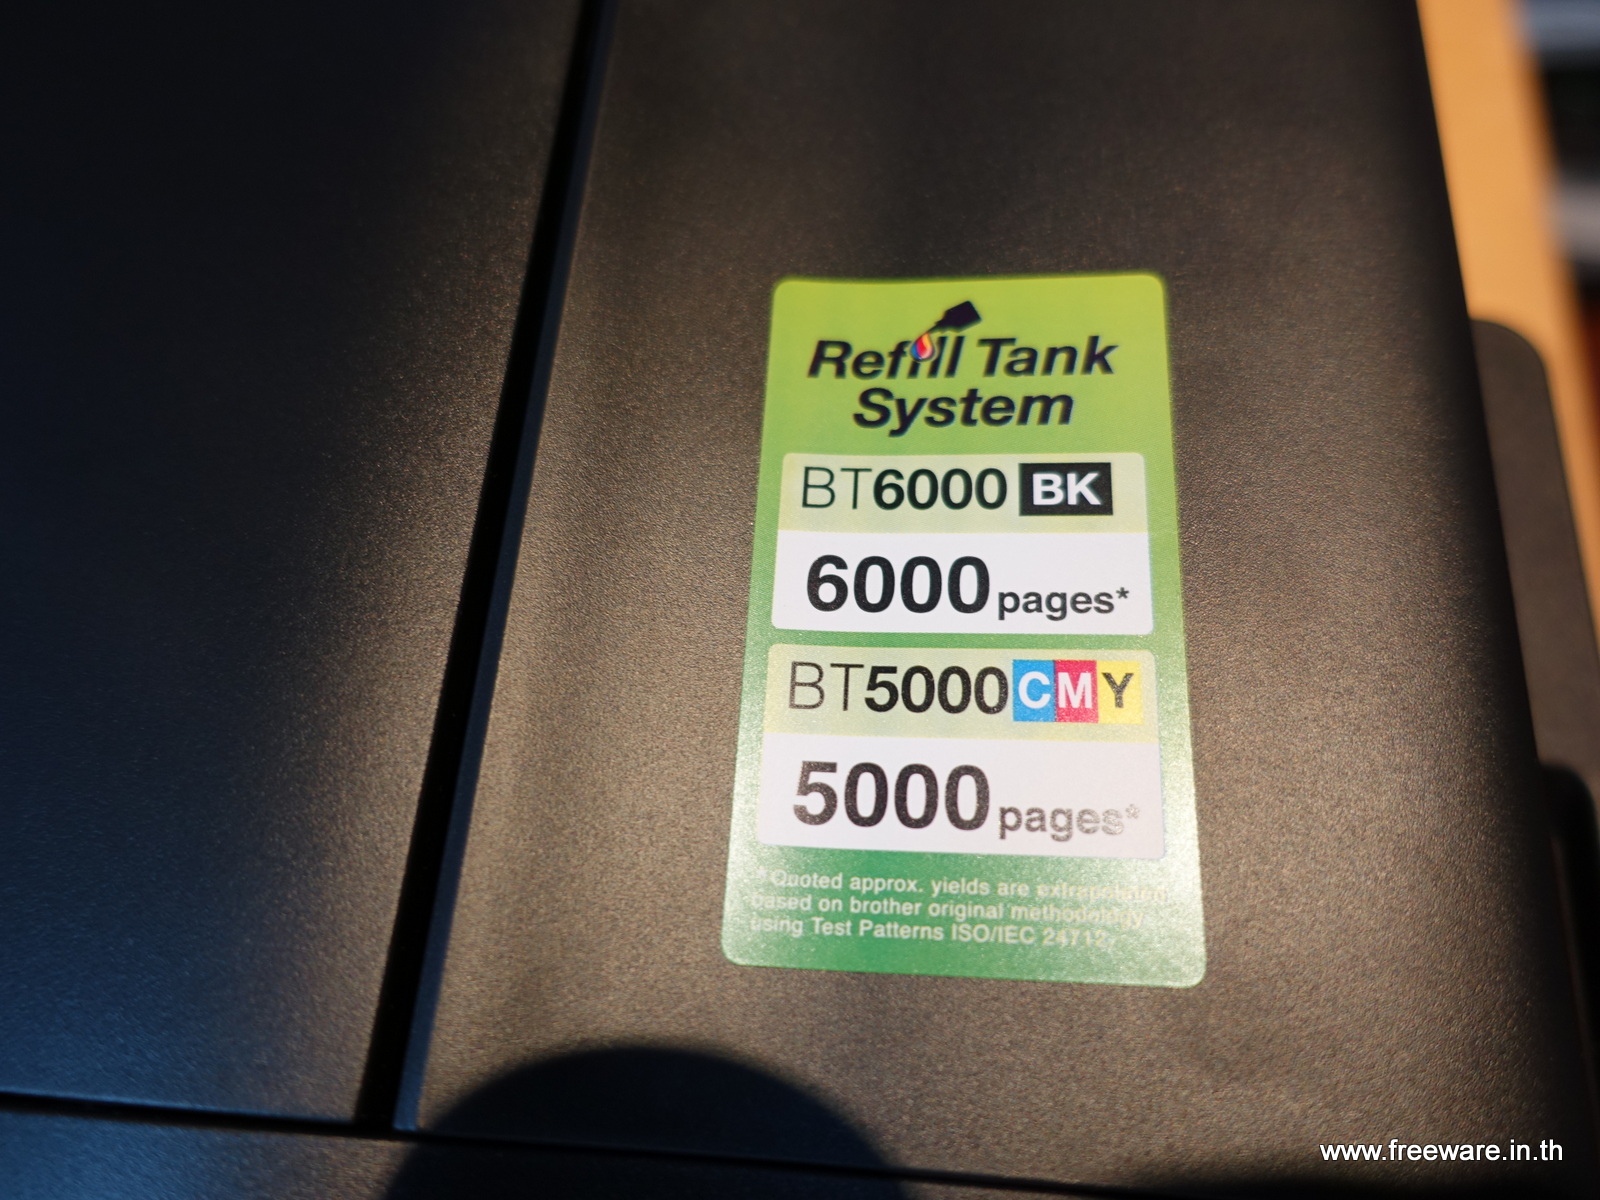 Refill Tank
System
BT6000 BK
6000 pages*
BT5000 CMY
5000 pages*
* Quoted approx. yields are extrapolated
based on brother original methodology
using Test Patterns ISO/IEC 24712.
www.freeware.in.th